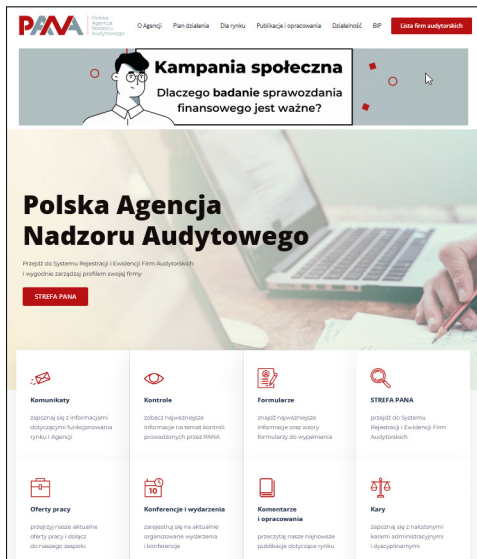 PANA
Polska
Agencja
Nadzoru
Audytowego
O Agencji Plan działania Dla rynku Publikacje i opracowania Działalność BIP Lista firm audytorskich
Kampania społeczna
Dlaczego badanie sprawozdania
finansowego jest ważne?
Polska Agencja
Nadzoru Audytowego
Przejdź do Systemu Rejestracji i Ewidencji Firm Audytorskich
i wygodnie zarządzaj profilem swojej firmy
STREFA PANA
Komunikaty
zapoznaj się z informacjami
dotyczącymi funkcjonowania
rynku i Agencji
Kontrole
zobacz najważniejsze
informacje na temat kontroli
prowadzonych przez PANA
Formularze
znajdź najważniejsze
informacje oraz wzory
formularzy do wypełnienia
STREFA PANA
przejdź do Systemu
Rejestracji i Ewidencji Firm
Audytorskich
Oferty pracy
przejrzyj nasze aktualne
oferty pracy i dołącz
do naszego zespołu
10
Konferencje i wydarzenia
zarejestruj się na aktualnie
organizowane wydarzenia
i konferencje
Komentarze
i opracowania
przeczytaj nasze najnowsze
publikacje dotyczące rynku
Kary
zapoznaj się z nałożonymi
karami administracyjnymi
i dyscyplinarnymi